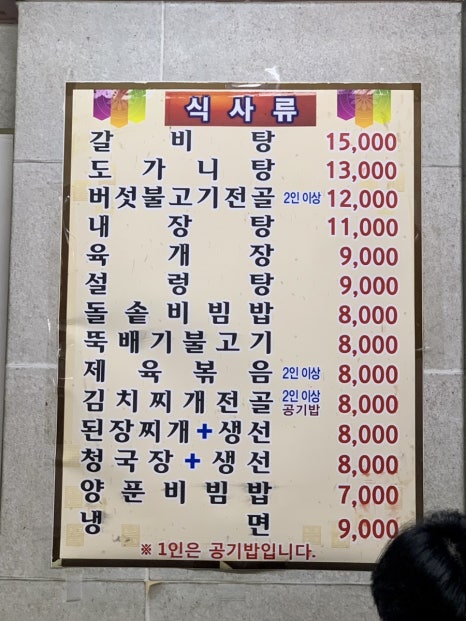 식사류
갈비탕 15,000
도가니탕 13,000
버섯불고기전골 2인 이상 12,000
내장탕 11,000
육개장 9,000
설렁탕 9,000
돌솥비빔밥 8,000
뚝배기불고기 8,000
제육볶음 2인 이상 8,000
김치찌개전골 2인 이상 공기밥 8,000
된장찌개+생선 8,000
청국장+생선 8,000
양푼비빔밥 7,000
냉면 9,000
※ 1인은 공기밥입니다.